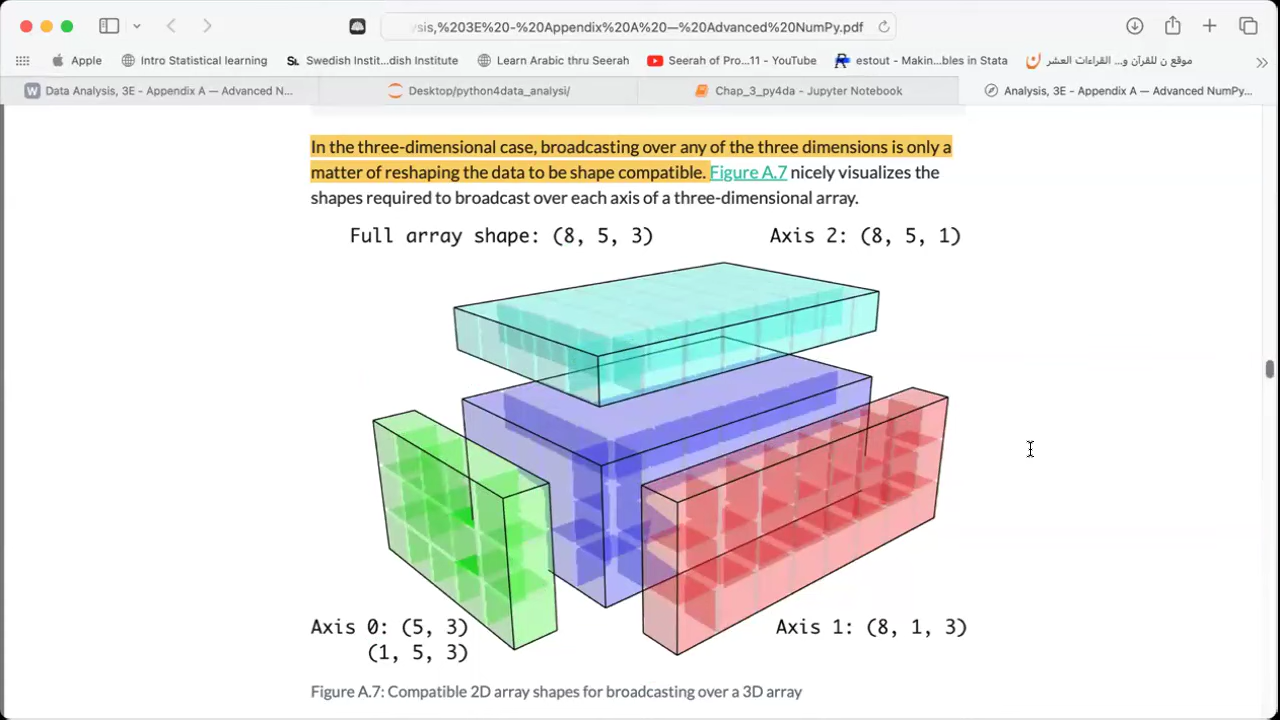 ysis,%203E%20-%20Appendix%20A%20—%20Advanced%20NumPy.pdf
Apple
Intro Statistical learning
SL Swedish Instit...dish Institute
Learn Arabic thru Seerah
Seerah of Pro...11 - YouTube
estout - Makin...bles in Stata
موقع ن للقرآن و... القراءات العشر
W Data Analysis, 3E - Appendix A — Advanced N...
Desktop/python4data_analysi/
Chap_3_py4da - Jupyter Notebook
Analysis, 3E - Appendix A — Advanced NumPy...
In the three-dimensional case, broadcasting over any of the three dimensions is only a
matter of reshaping the data to be shape compatible. Figure A.7 nicely visualizes the
shapes required to broadcast over each axis of a three-dimensional array.
Full array shape: (8, 5, 3)
Axis 2: (8, 5, 1)
Axis 0: (5, 3)
(1, 5, 3)
Axis 1: (8, 1, 3)
Figure A.7: Compatible 2D array shapes for broadcasting over a 3D array